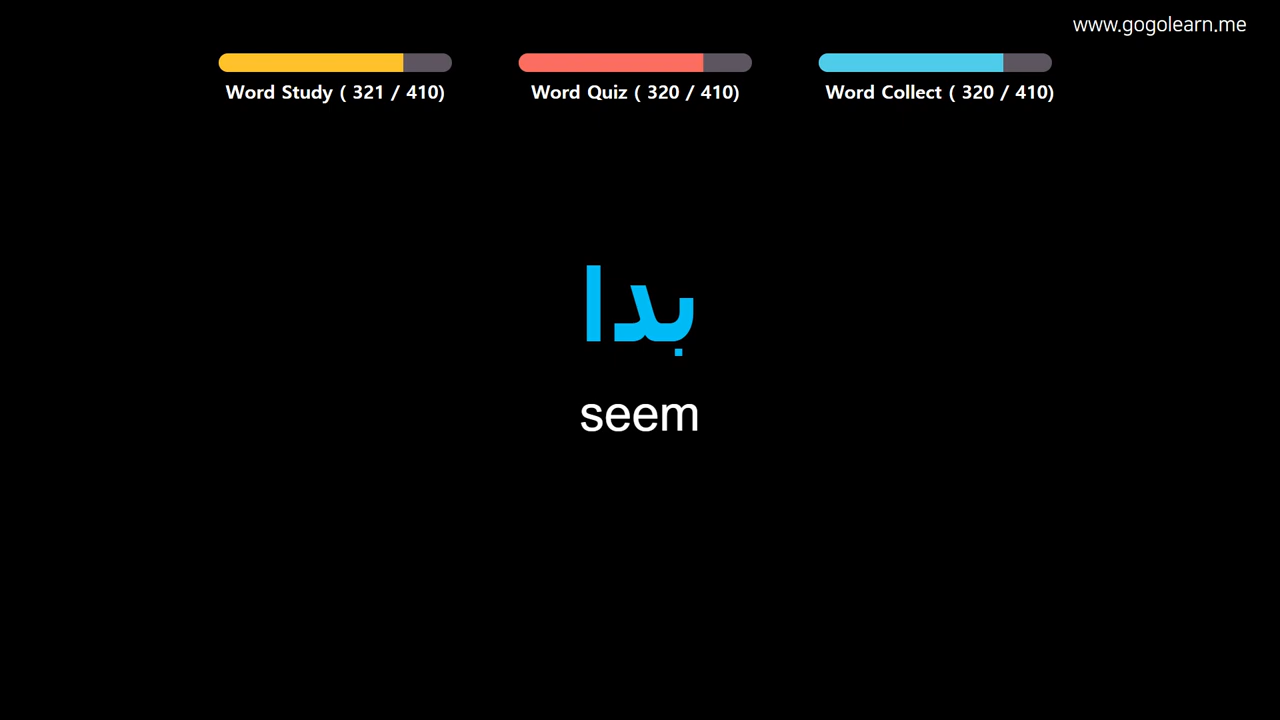 www.gogolearn.me
Word Study ( 321 / 410)
Word Quiz ( 320 / 410)
Word Collect ( 320 / 410)
بدا
seem